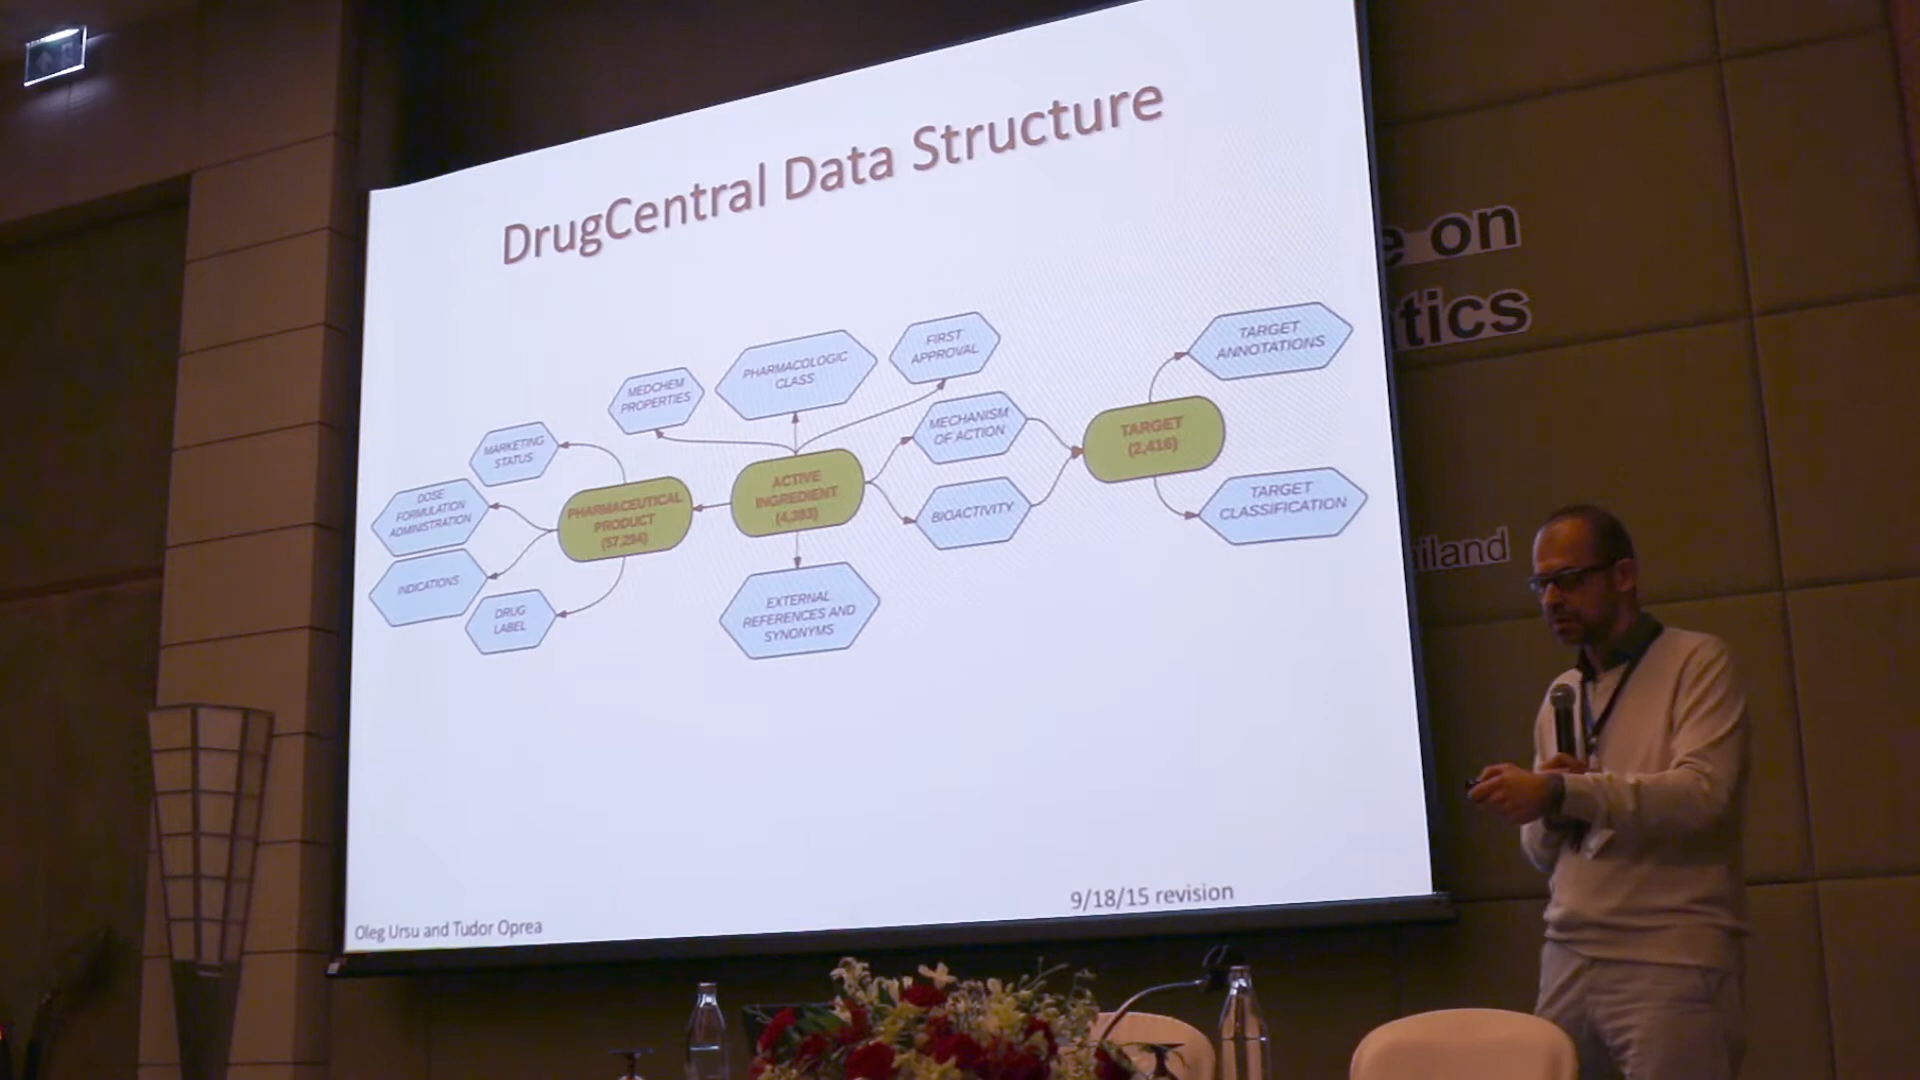 DrugCentral Data Structure
TARGET
ANNOTATIONS
FIRST
APPROVAL
PHARMACOLOGIC
CLASS
MEDCHEM
PROPERTIES
MECHANISM
OF ACTION
TARGET
(2,416)
MARKETING
STATUS
ACTIVE
INGREDIENT
(4,393)
DOSE
FORMULATION
ADMINISTRATION
PHARMACEUTICAL
PRODUCT
(57,294)
BIOACTIVITY
TARGET
CLASSIFICATION
INDICATIONS
DRUG
LABEL
EXTERNAL
REFERENCES AND
SYNONYMS
9/18/15 revision
Oleg Ursu and Tudor Oprea
e on
tics
iland